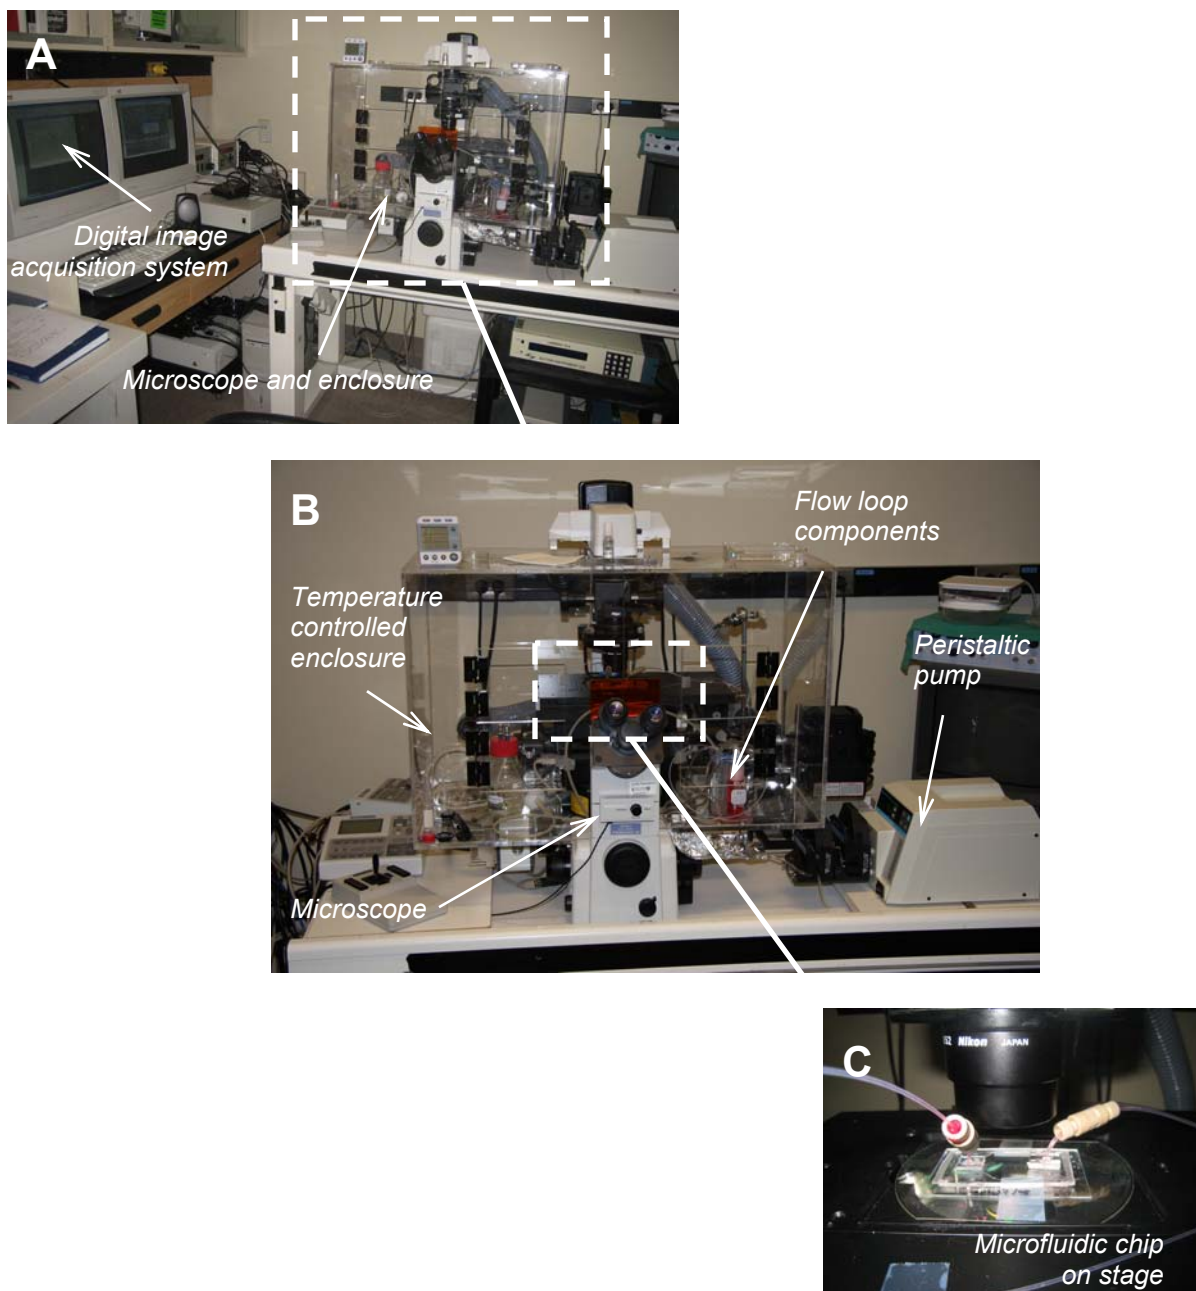 A
Digital image
acquisition system
Microscope and enclosure
B
Flow loop
components
Temperature
controlled
enclosure
Peristaltic
pump
Microscope
C
Nikon JAPAN
Microfluidic chip
on stage